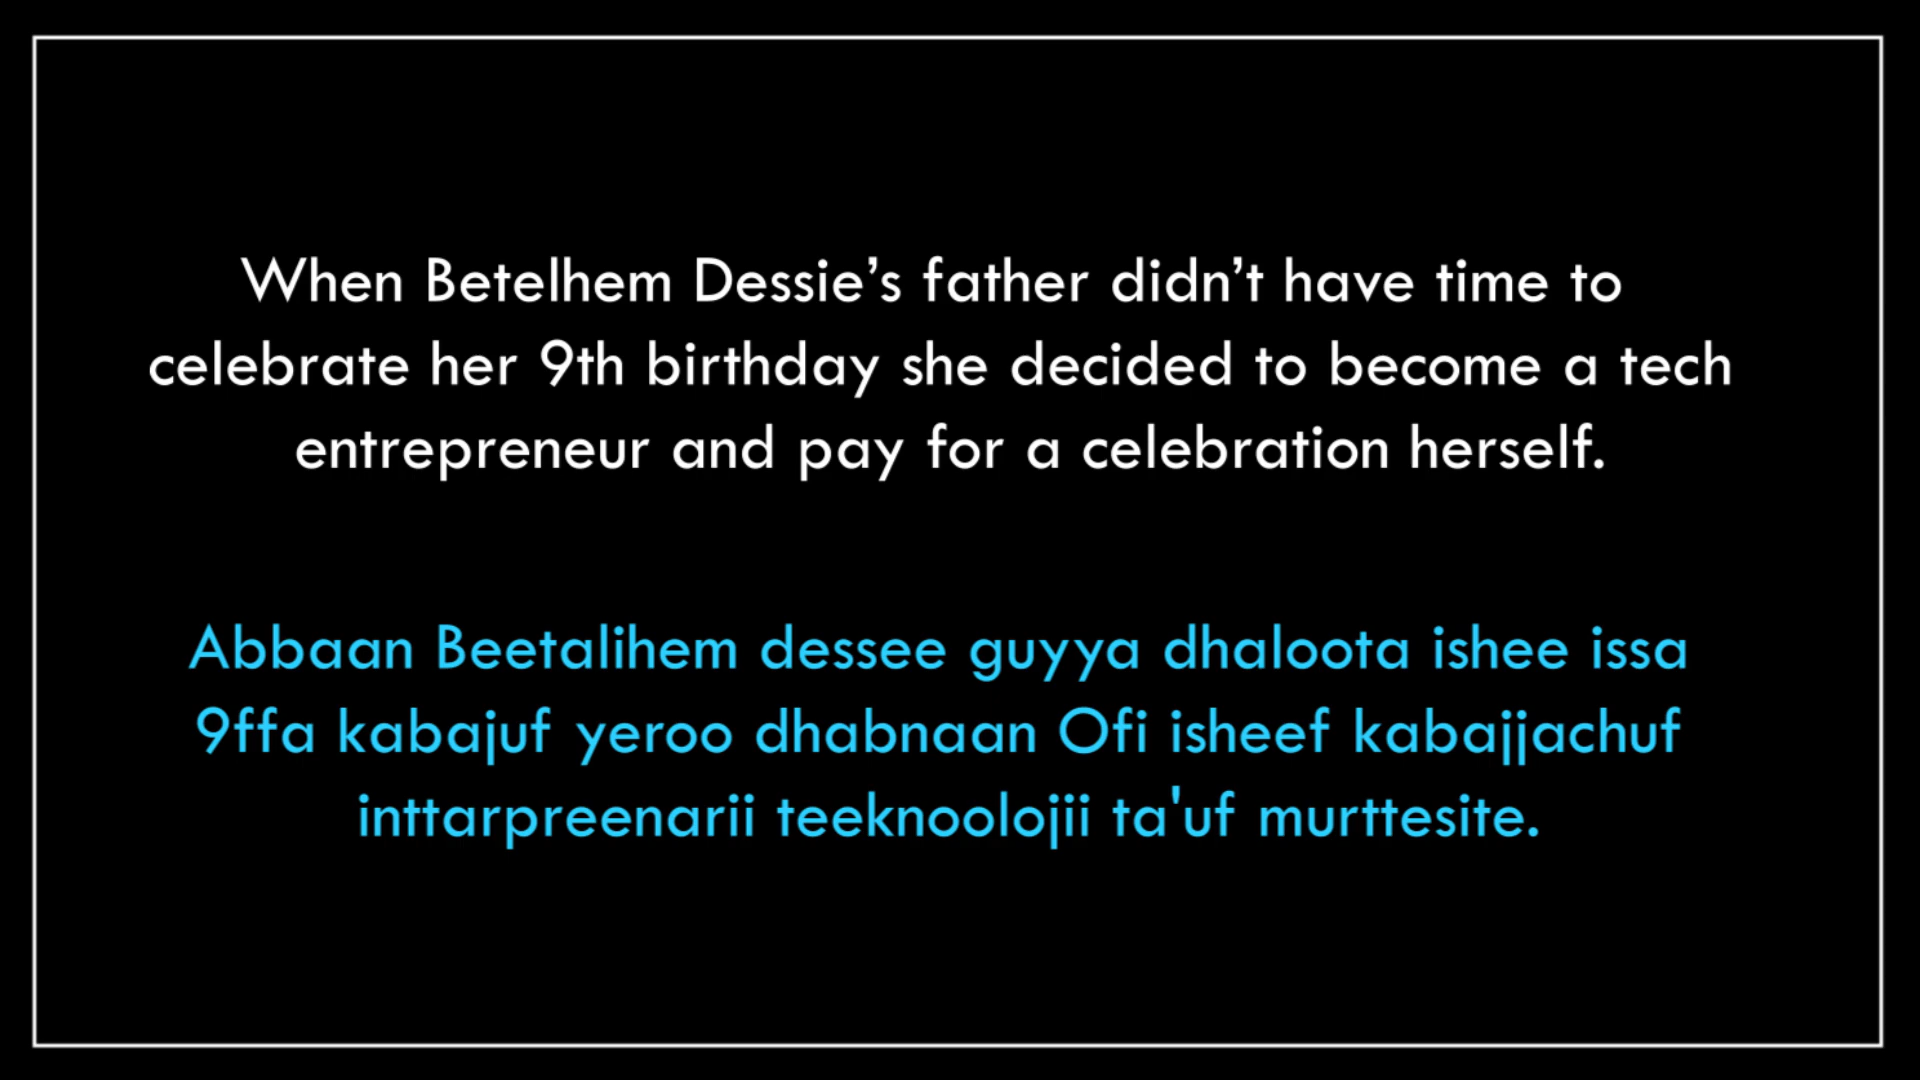 When Betelhem Dessie’s father didn’t have time to
celebrate her 9th birthday she decided to become a tech
entrepreneur and pay for a celebration herself.
Abbaan Beetalihem dessee guyya dhaloota ishee issa
9ffa kabajuf yeroo dhabnaan Ofi isheef kabajjachuf
inttarpreenarii teeknoolojii ta'uf murttesite.